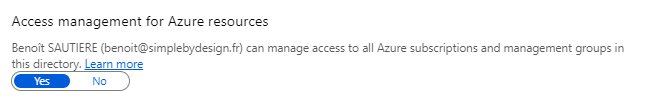 Access management for Azure resources
Benoît SAUTIERE (benoit@simplebydesign.fr) can manage access to all Azure subscriptions and management groups in
this directory. Learn more
Yes No